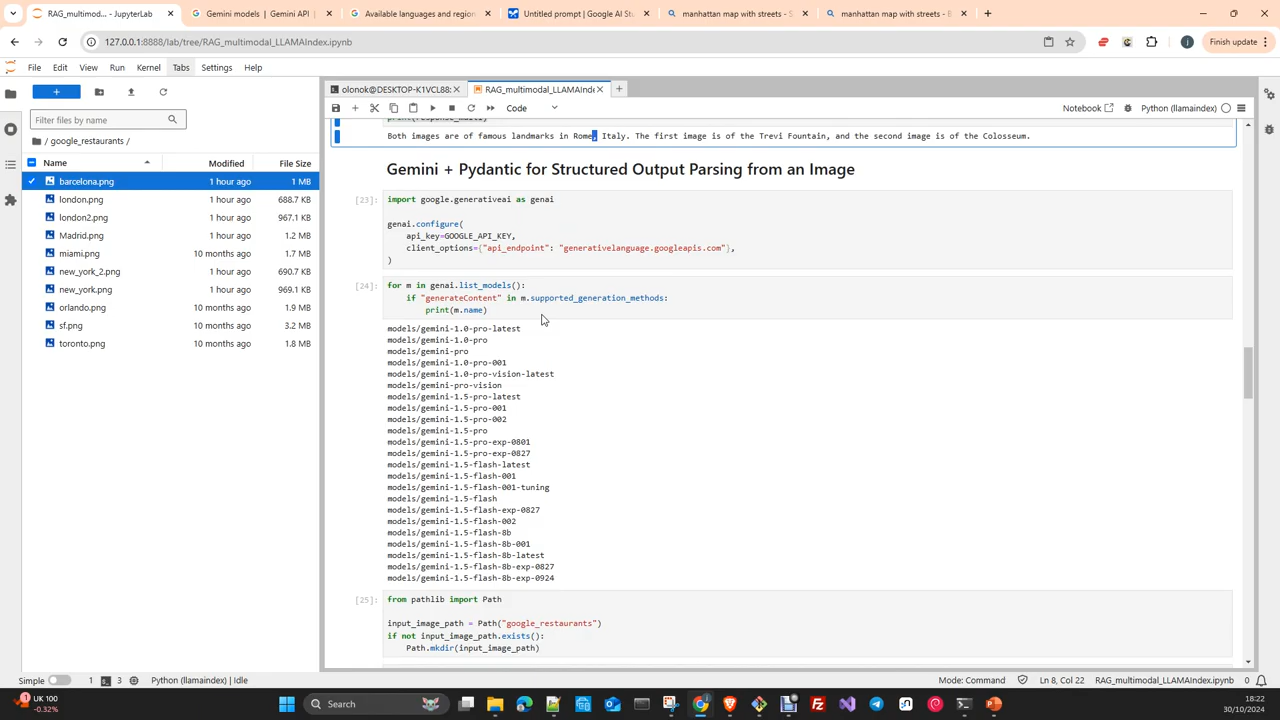 RAG_multimod... - JupyterLab
Gemini models | Gemini API
Available languages and region
Untitled prompt | Google AI Stu
manhattan map with streets - S
manhattan map with streets - B
127.0.0.1:8888/lab/tree/RAG_multimodal_LLAMAIndex.ipynb
Finish update
File Edit View Run Kernel Tabs Settings Help
olonok@DESKTOP-K1VCL88:
RAG_multimodal_LLAMAInde
Filter files by name
Code
Notebook
Python (llamaindex)
/ google_restaurants /
Name Modified File Size
barcelona.png 1 hour ago 1 MB
london.png 1 hour ago 688.7 KB
london2.png 1 hour ago 967.1 KB
Madrid.png 1 hour ago 1.2 MB
miami.png 10 months ago 1.7 MB
new_york_2.png 1 hour ago 690.7 KB
new_york.png 1 hour ago 969.1 KB
orlando.png 10 months ago 1.9 MB
sf.png 10 months ago 3.2 MB
toronto.png 10 months ago 1.8 MB
print(response_multi)
Both images are of famous landmarks in Rome, Italy. The first image is of the Trevi Fountain, and the second image is of the Colosseum.
Gemini + Pydantic for Structured Output Parsing from an Image
[23]: import google.generativeai as genai
genai.configure(
api_key=GOOGLE_API_KEY,
client_options={"api_endpoint": "generativelanguage.googleapis.com"},
)
[24]: for m in genai.list_models():
if "generateContent" in m.supported_generation_methods:
print(m.name)
models/gemini-1.0-pro-latest
models/gemini-1.0-pro
models/gemini-pro
models/gemini-1.0-pro-001
models/gemini-1.0-pro-vision-latest
models/gemini-pro-vision
models/gemini-1.5-pro-latest
models/gemini-1.5-pro-001
models/gemini-1.5-pro-002
models/gemini-1.5-pro
models/gemini-1.5-pro-exp-0801
models/gemini-1.5-pro-exp-0827
models/gemini-1.5-flash-latest
models/gemini-1.5-flash-001
models/gemini-1.5-flash-001-tuning
models/gemini-1.5-flash
models/gemini-1.5-flash-exp-0827
models/gemini-1.5-flash-002
models/gemini-1.5-flash-8b
models/gemini-1.5-flash-8b-001
models/gemini-1.5-flash-8b-latest
models/gemini-1.5-flash-8b-exp-0827
models/gemini-1.5-flash-8b-exp-0924
[25]: from pathlib import Path
input_image_path = Path("google_restaurants")
if not input_image_path.exists():
Path.mkdir(input_image_path)
Simple 1 3 Python (llamaindex) | Idle
Mode: Command Ln 8, Col 22 RAG_multimodal_LLAMAIndex.ipynb 0
UK 100
-0.32%
Search
18:22
30/10/2024